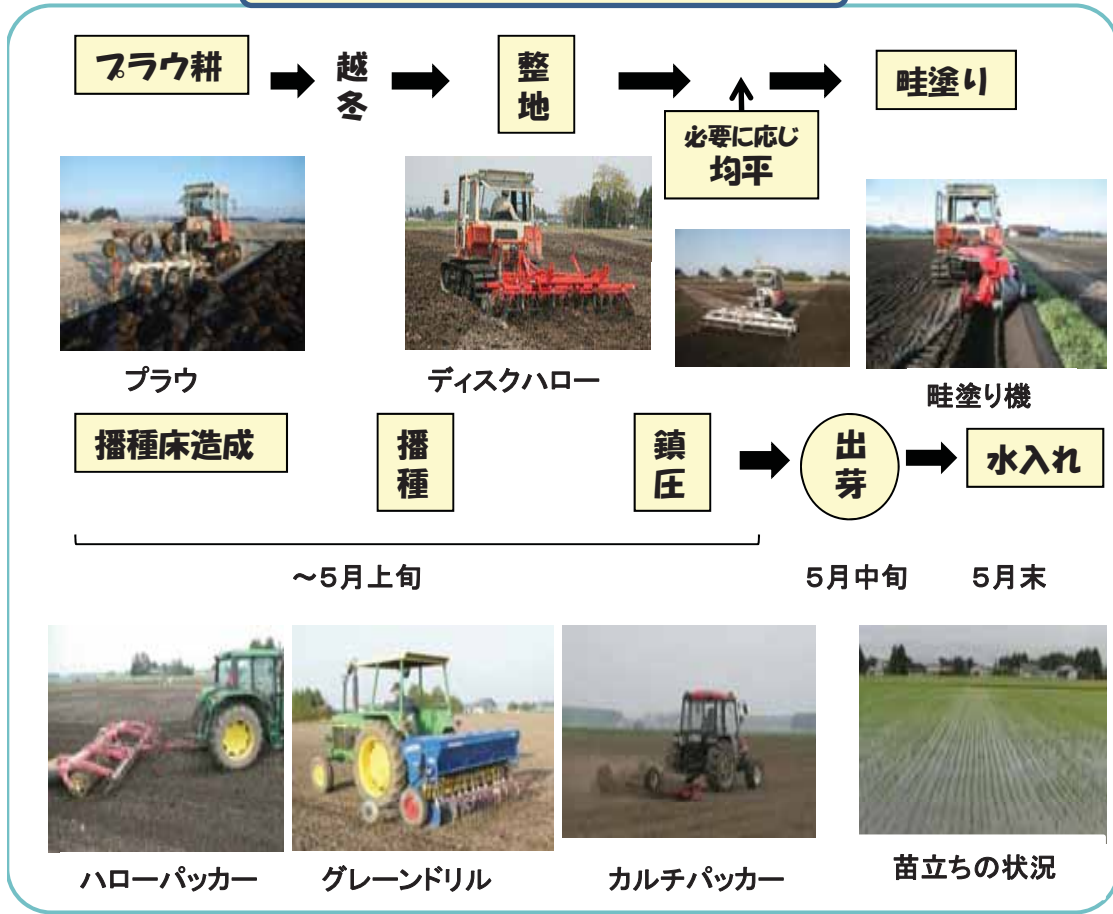 プラウ耕
越冬
整地
必要に応じ
均平
畦塗り
プラウ
ディスクハロー
畦塗り機
播種床造成
播種
鎮圧
出芽
水入れ
～５月上旬
５月中旬
５月末
ハローパッカー
グレーンドリル
カルチパッカー
苗立ちの状況